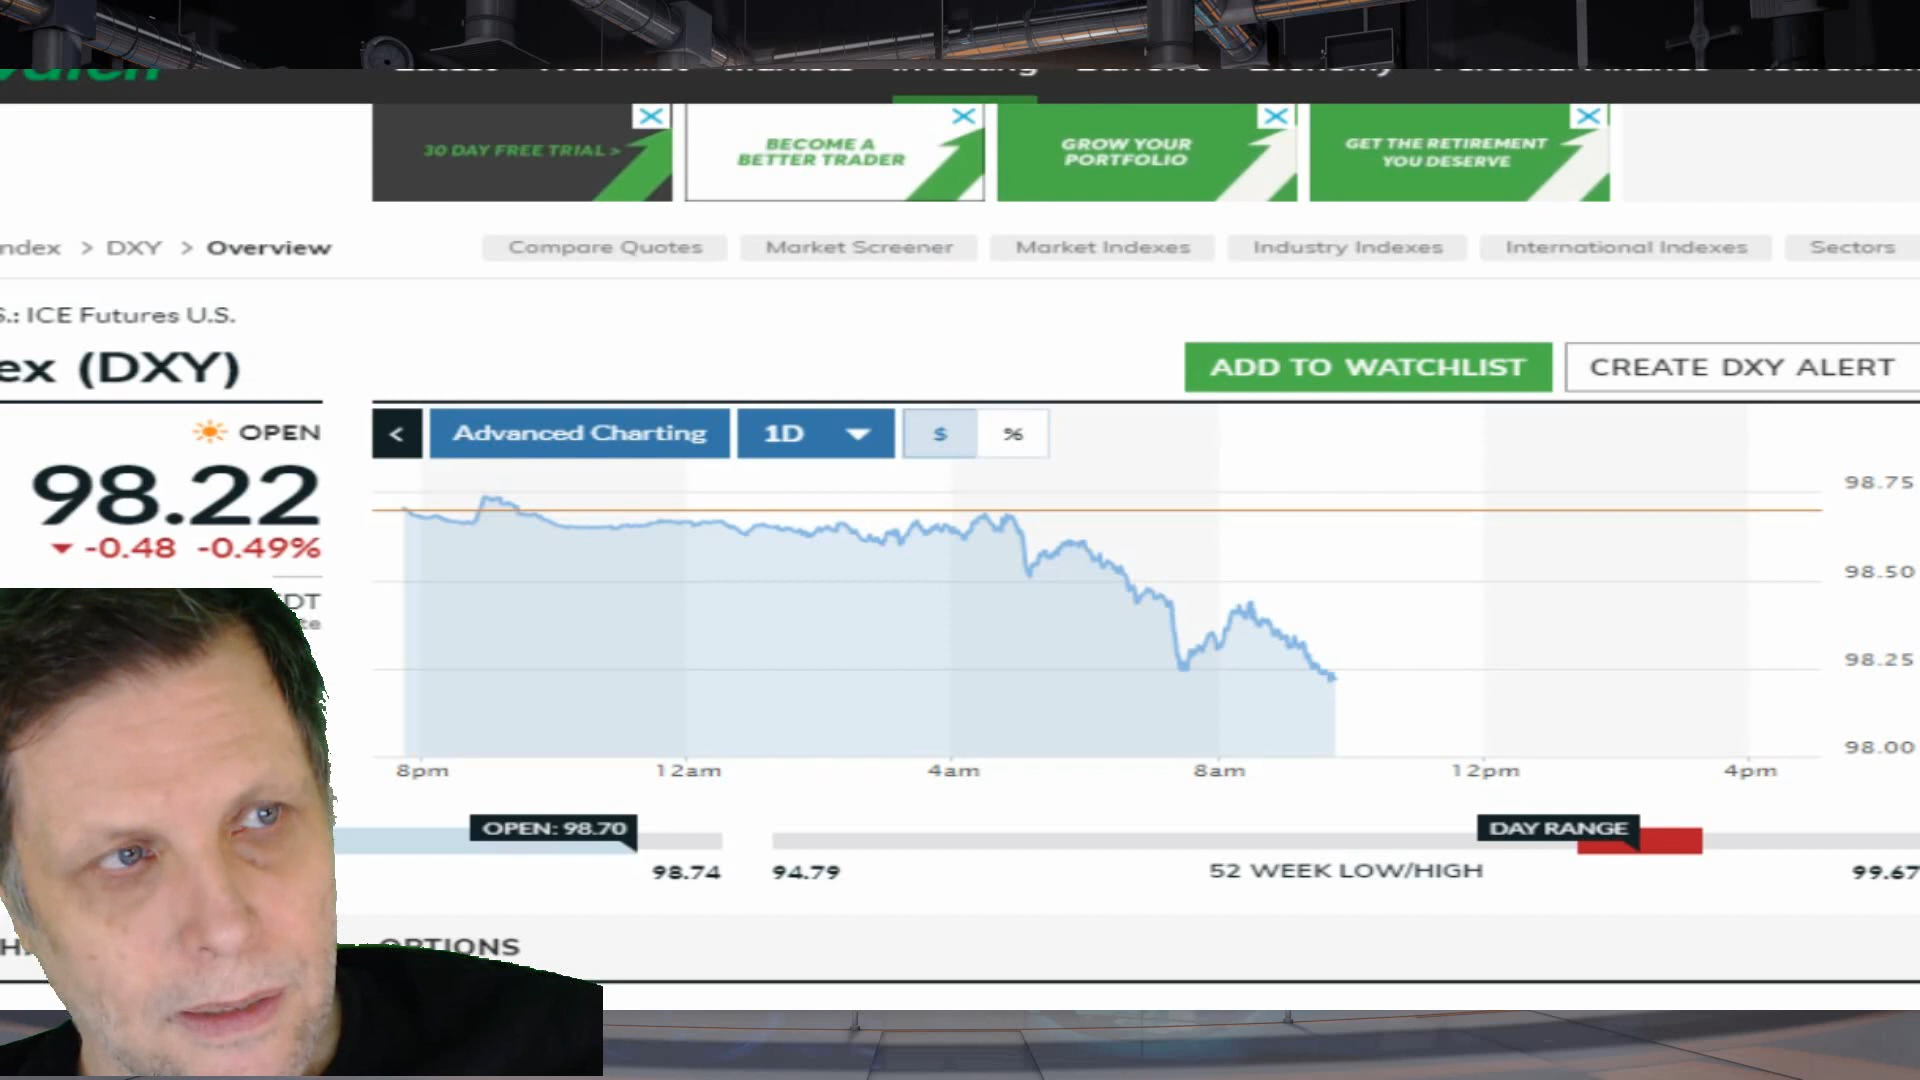 30 DAY FREE TRIAL >
BECOME A
BETTER TRADER
GROW YOUR
PORTFOLIO
GET THE RETIREMENT
YOU DESERVE
ndex > DXY > Overview
Compare Quotes
Market Screener
Market Indexes
Industry Indexes
International Indexes
Sectors
S.: ICE Futures U.S.
ex (DXY)
ADD TO WATCHLIST
CREATE DXY ALERT
OPEN
98.22
-0.48 -0.49%
DT
< Advanced Charting
1D
$
%
98.75
98.50
98.25
98.00
8pm
12am
4am
8am
12pm
4pm
OPEN: 98.70
98.74
DAY RANGE
94.79
52 WEEK LOW/HIGH
99.67
OPTIONS